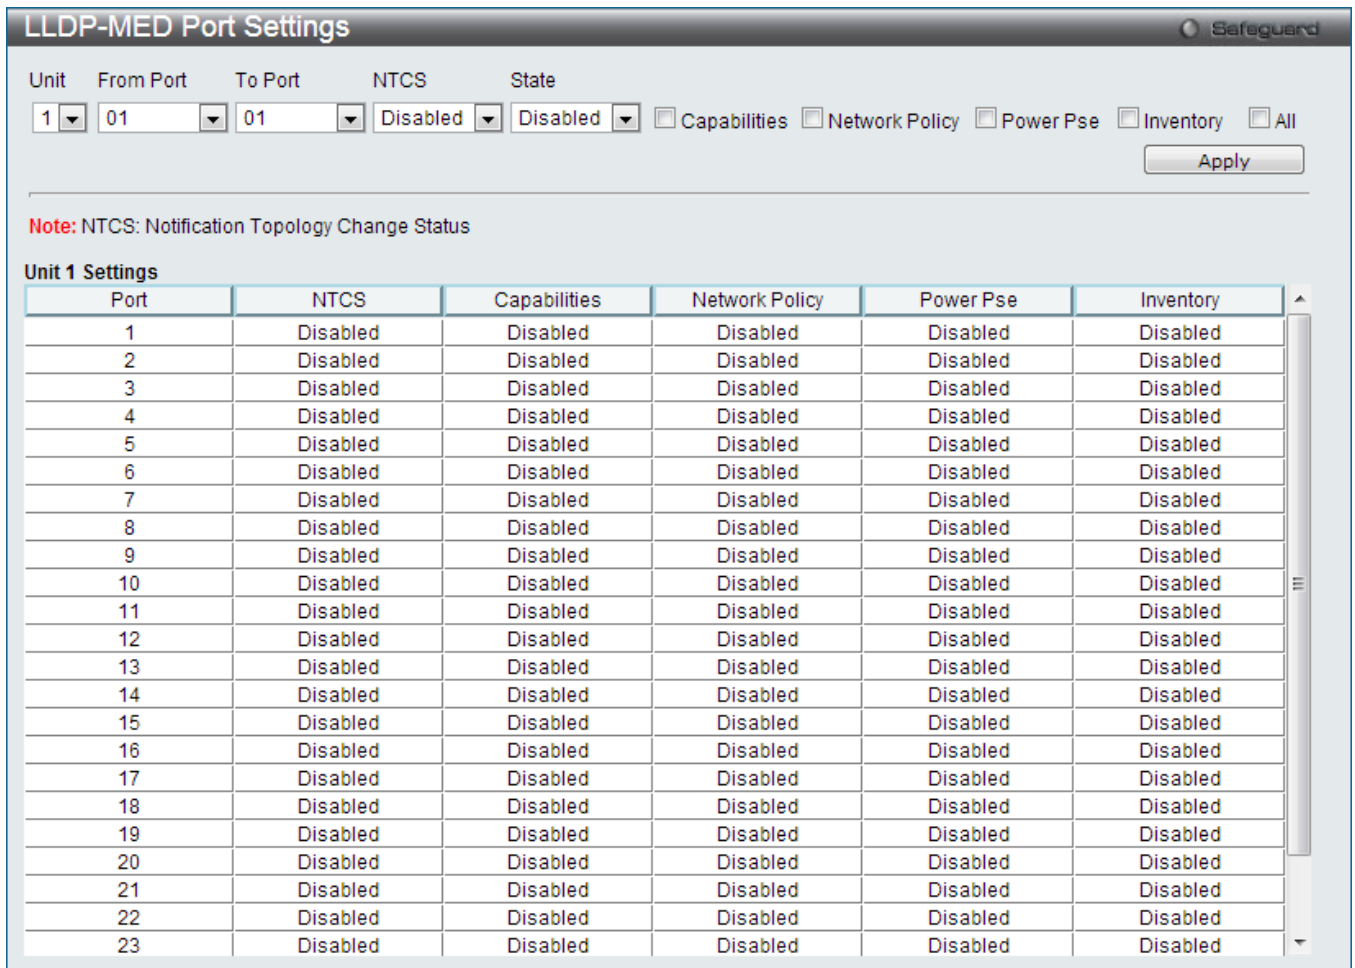 LLDP-MED Port Settings
Safeguard
Unit From Port To Port NTCS State
1 01 01 Disabled Disabled Capabilities Network Policy Power Pse Inventory All
Apply
Note: NTCS: Notification Topology Change Status
Unit 1 Settings
Port NTCS Capabilities Network Policy Power Pse Inventory
1 Disabled Disabled Disabled Disabled Disabled
2 Disabled Disabled Disabled Disabled Disabled
3 Disabled Disabled Disabled Disabled Disabled
4 Disabled Disabled Disabled Disabled Disabled
5 Disabled Disabled Disabled Disabled Disabled
6 Disabled Disabled Disabled Disabled Disabled
7 Disabled Disabled Disabled Disabled Disabled
8 Disabled Disabled Disabled Disabled Disabled
9 Disabled Disabled Disabled Disabled Disabled
10 Disabled Disabled Disabled Disabled Disabled
11 Disabled Disabled Disabled Disabled Disabled
12 Disabled Disabled Disabled Disabled Disabled
13 Disabled Disabled Disabled Disabled Disabled
14 Disabled Disabled Disabled Disabled Disabled
15 Disabled Disabled Disabled Disabled Disabled
16 Disabled Disabled Disabled Disabled Disabled
17 Disabled Disabled Disabled Disabled Disabled
18 Disabled Disabled Disabled Disabled Disabled
19 Disabled Disabled Disabled Disabled Disabled
20 Disabled Disabled Disabled Disabled Disabled
21 Disabled Disabled Disabled Disabled Disabled
22 Disabled Disabled Disabled Disabled Disabled
23 Disabled Disabled Disabled Disabled Disabled